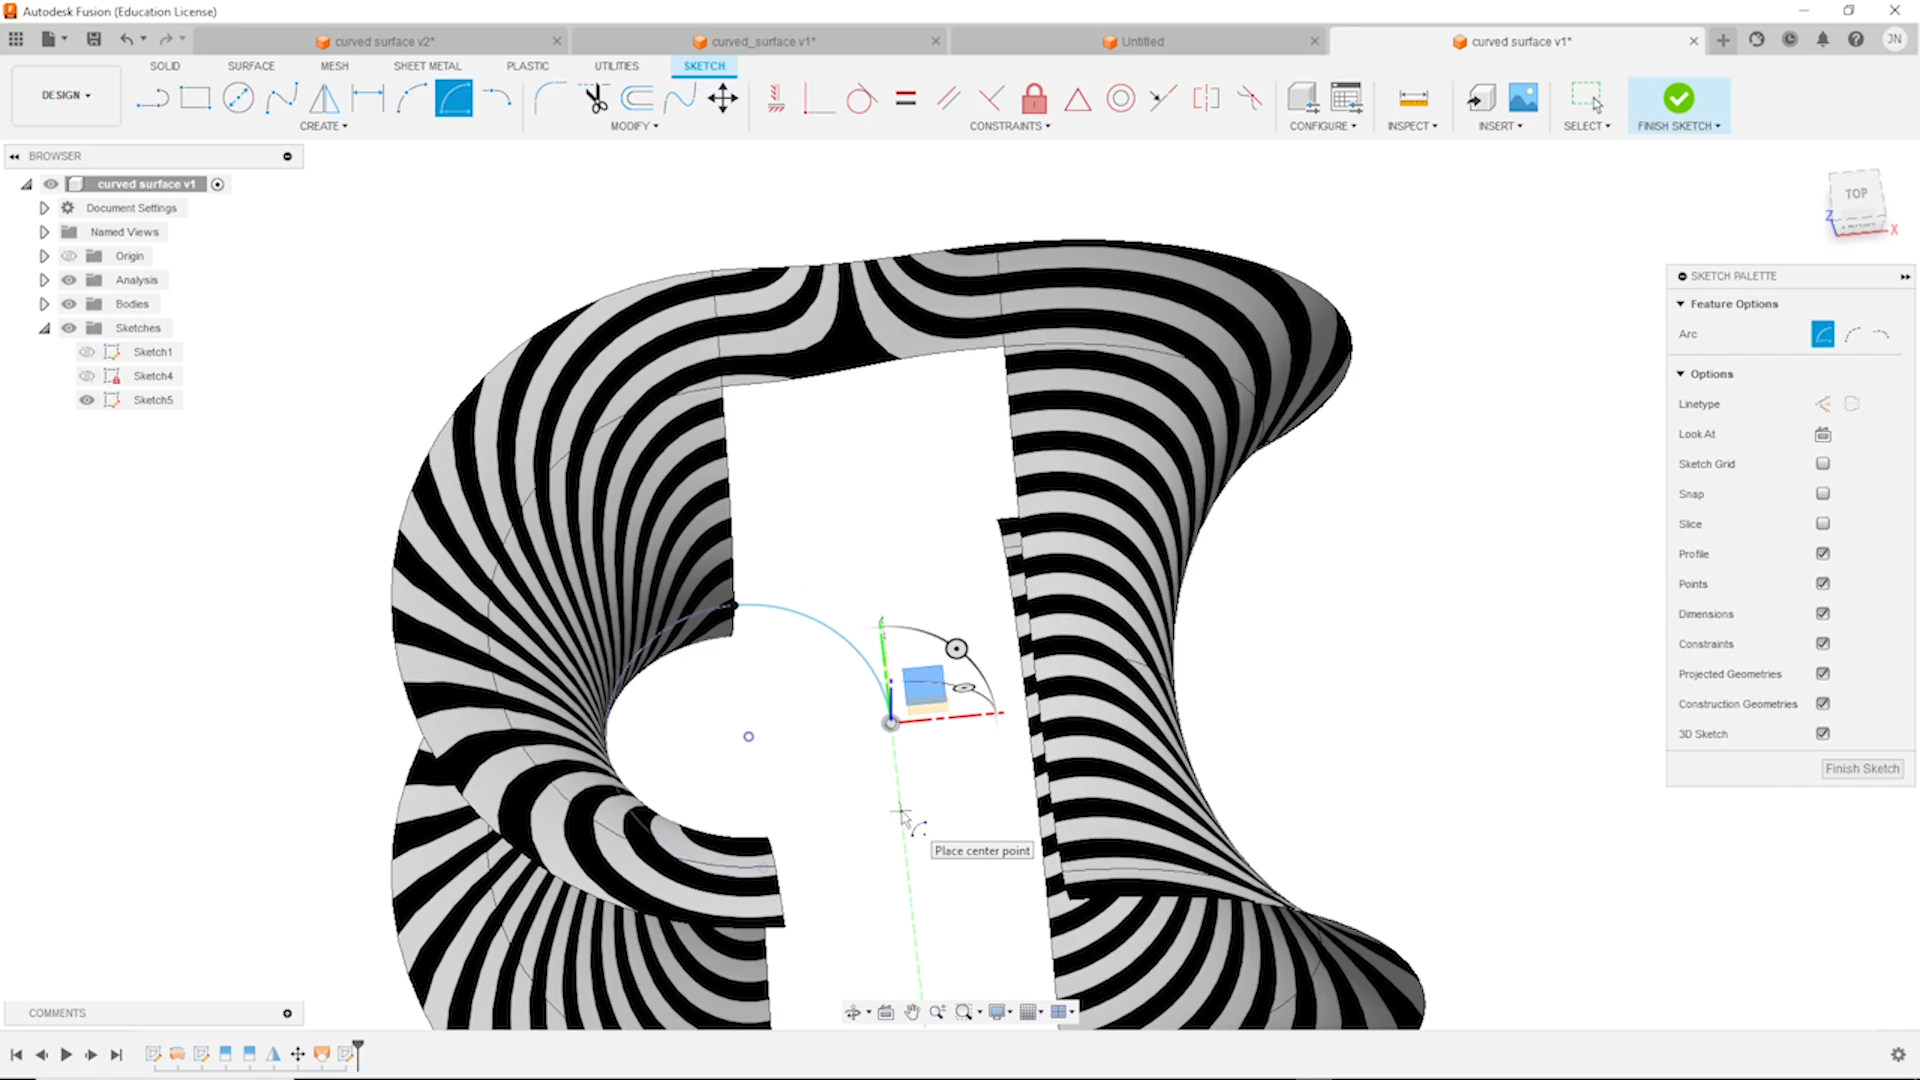 Autodesk Fusion (Education License)
curved surface v2*
curved_surface v1*
Untitled
curved surface v1*
JN
SOLID
SURFACE
MESH
SHEET METAL
PLASTIC
UTILITIES
SKETCH
DESIGN
CREATE
MODIFY
CONSTRAINTS
CONFIGURE
INSPECT
INSERT
SELECT
FINISH SKETCH
BROWSER
curved surface v1
Document Settings
Named Views
Origin
Analysis
Bodies
Sketches
Sketch1
Sketch4
Sketch5
TOP
Z
X
SKETCH PALETTE
Feature Options
Arc
Options
Linetype
Look At
Sketch Grid
Snap
Slice
Profile
Points
Dimensions
Constraints
Projected Geometries
Construction Geometries
3D Sketch
Finish Sketch
Place center point
COMMENTS